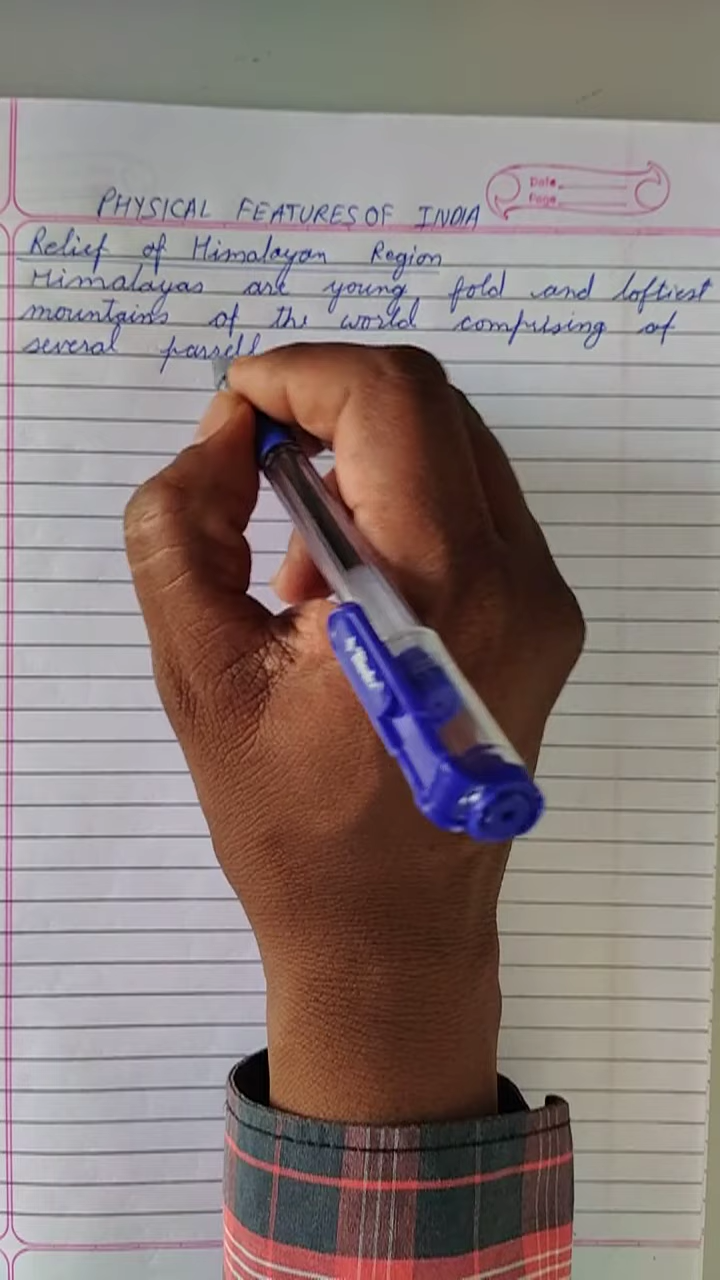 Date
Page
PHYSICAL FEATURES OF INDIA
Relief of Himalayan Region
Himalayas are young, fold and loftiest
mountains of the world comprising of
several parrell